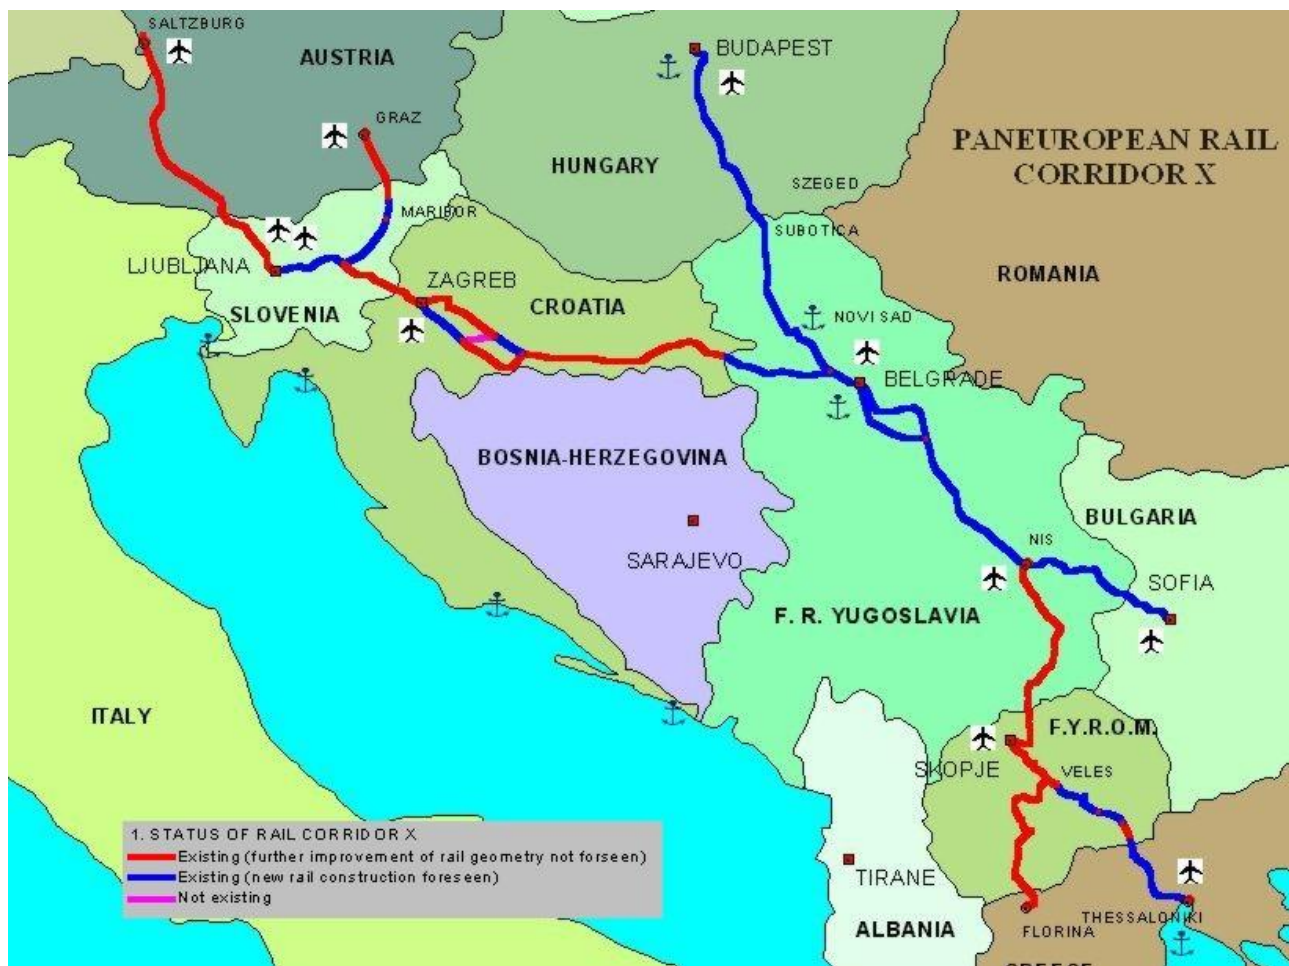 SALTZBURG
AUSTRIA
BUDAPEST
GRAZ
PANEUROPEAN RAIL
CORRIDOR X
HUNGARY
SZEGED
MARIBOR
SUBOTICA
LJUBLJANA
ZAGREB
ROMANIA
SLOVENIA
CROATIA
NOVI SAD
BELGRADE
BOSNIA-HERZEGOVINA
BULGARIA
NIS
SARAJEVO
SOFIA
F. R. YUGOSLAVIA
ITALY
F.Y.R.O.M.
SKOPJE
VELES
1. STATUS OF RAIL CORRIDOR X
Existing (further improvement of rail geometry not forseen)
Existing (new rail construction foreseen)
Not existing
TIRANE
THESSALONIKI
ALBANIA
FLORINA
GREECE